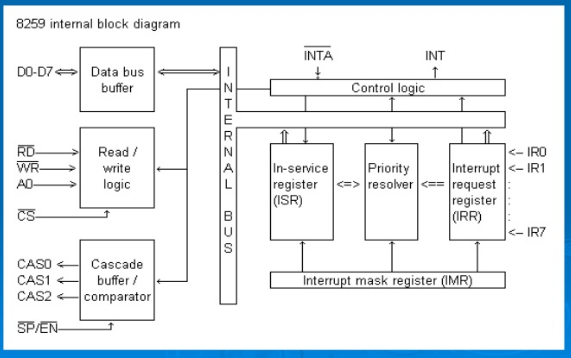 8259 internal block diagram
D0-D7
Data bus
buffer
INTERNAL BUS
INTA
INT
Control logic
RD
WR
A0
CS
Read /
write
logic
In-service
register
(ISR)
<=>
Priority
resolver
<==
Interrupt
request
register
(IRR)
<- IR0
<- IR1
:
:
:
<- IR7
CAS0
CAS1
CAS2
SP/EN
Cascade
buffer /
comparator
Interrupt mask register (IMR)